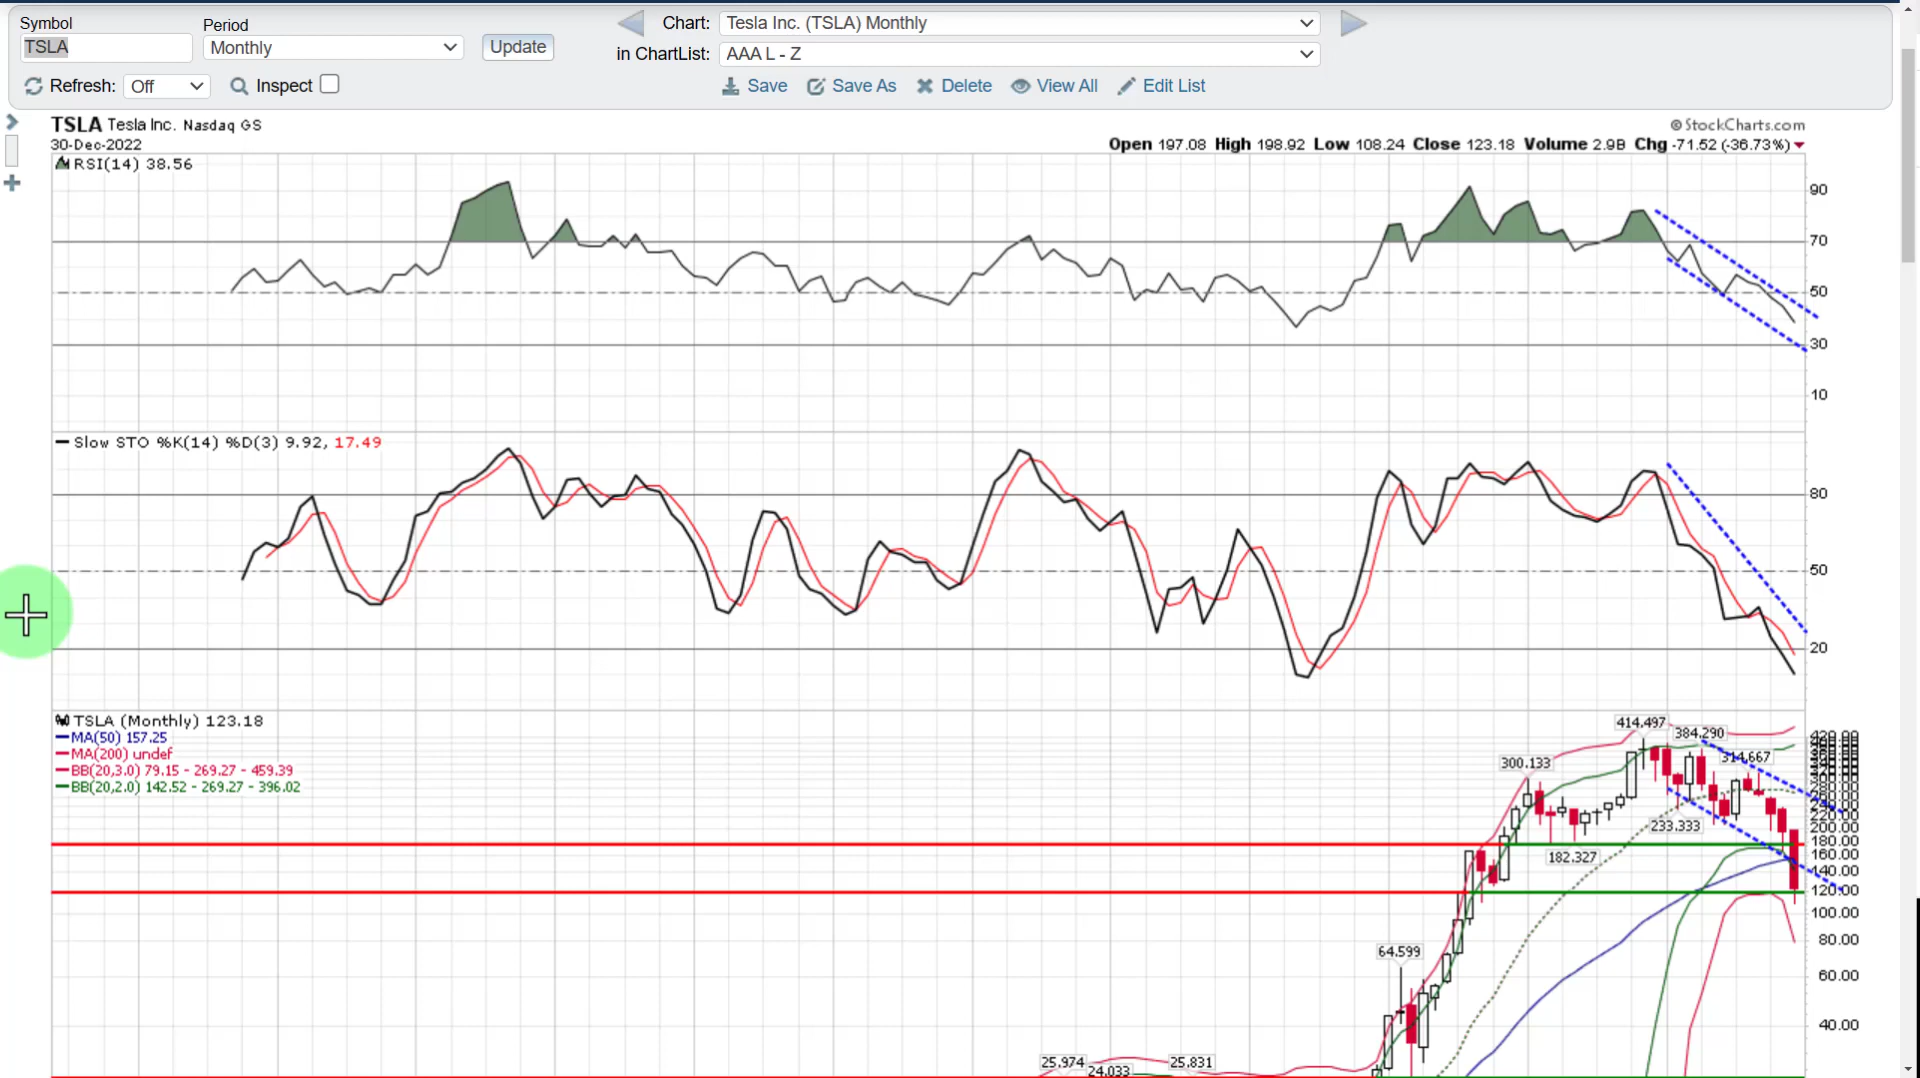 Symbol
Period
Chart: Tesla Inc. (TSLA) Monthly
TSLA Monthly Update
in ChartList: AAA L - Z
Refresh: Off Inspect
Save Save As Delete View All Edit List
TSLA Tesla Inc. Nasdaq GS
© StockCharts.com
30-Dec-2022
Open 197.08 High 198.92 Low 108.24 Close 123.18 Volume 2.9B Chg -71.52 (-36.73%)
RSI(14) 38.56
90
70
50
30
10
Slow STO %K(14) %D(3) 9.92, 17.49
80
50
20
TSLA (Monthly) 123.18
MA(50) 157.25
MA(200) undef
BB(20,3.0) 79.15 - 269.27 - 459.39
BB(20,2.0) 142.52 - 269.27 - 396.02
414.497
384.290
314.667
300.133
233.333
182.327
64.599
25.974
24.033
25.831
220.00
200.00
180.00
160.00
140.00
120.00
100.00
80.00
60.00
40.00